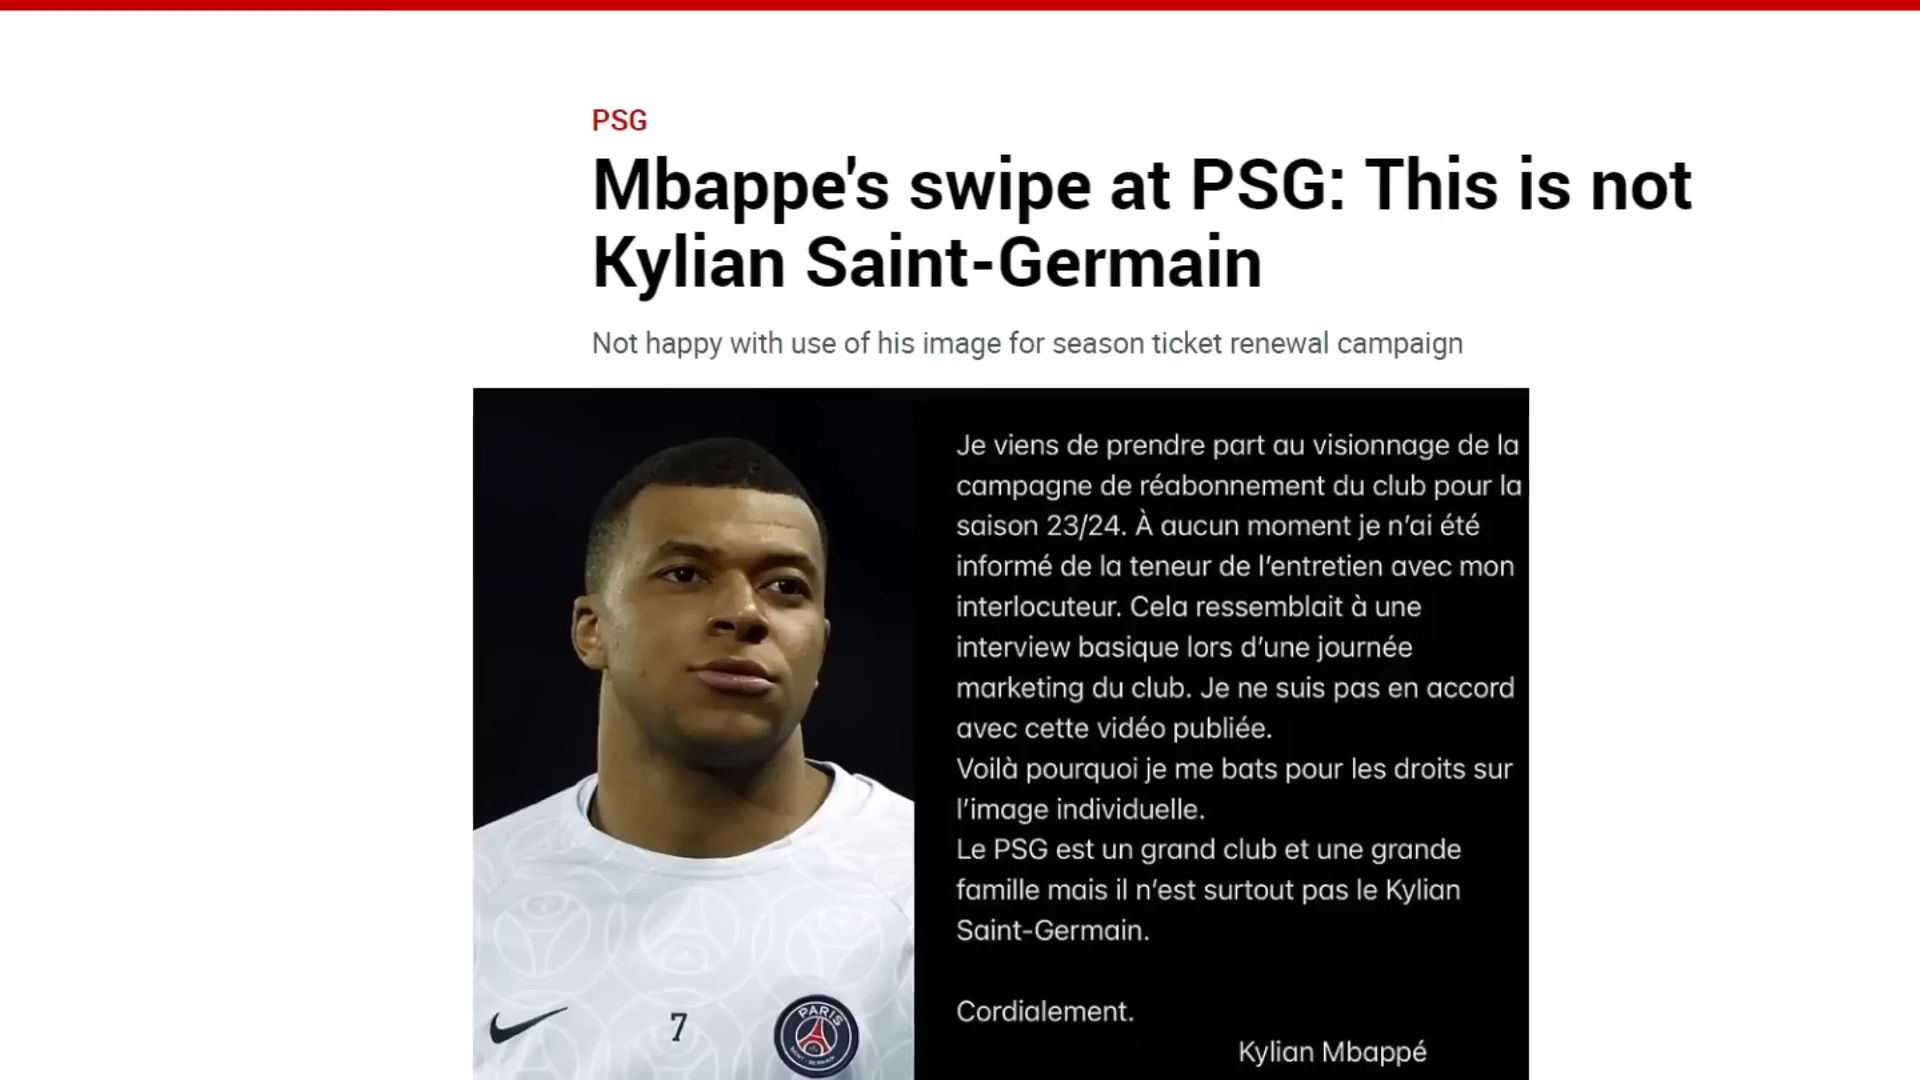 PSG
Mbappe's swipe at PSG: This is not
Kylian Saint-Germain
Not happy with use of his image for season ticket renewal campaign
Je viens de prendre part au visionnage de la
campagne de réabonnement du club pour la
saison 23/24. À aucun moment je n'ai été
informé de la teneur de l'entretien avec mon
interlocuteur. Cela ressemblait à une
interview basique lors d'une journée
marketing du club. Je ne suis pas en accord
avec cette vidéo publiée.
Voilà pourquoi je me bats pour les droits sur
l'image individuelle.
Le PSG est un grand club et une grande
famille mais il n'est surtout pas le Kylian
Saint-Germain.
Cordialement.
Kylian Mbappé
7
PARIS
SAINT-GERMAIN